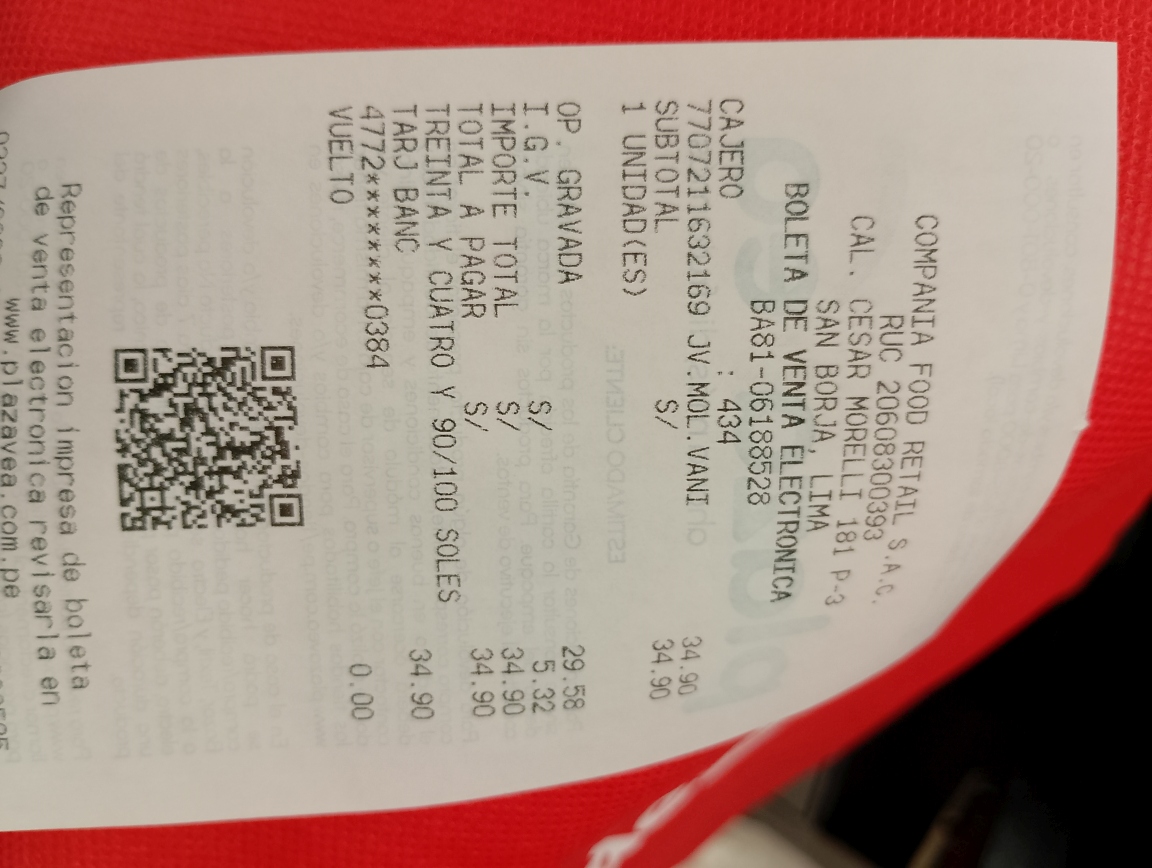 COMPANIA FOOD RETAIL S.A.C.
RUC 20608300393
CAL. CESAR MORELLI 181 P-3
SAN BORJA, LIMA
BOLETA DE VENTA ELECTRONICA
BA81-06188528
CAJERO : 434
7707211632169 JV.MOL.VANI 34.90
SUBTOTAL S/ 34.90
1 UNIDAD(ES)
OP. GRAVADA 29.58
I.G.V. S/ 5.32
IMPORTE TOTAL S/ 34.90
TOTAL A PAGAR S/ 34.90
TREINTA Y CUATRO Y 90/100 SOLES
TARJ BANC 34.90
4772********0384
VUELTO 0.00
Representacion impresa de boleta
de venta electronica revisarla en
www.plazavea.com.pe